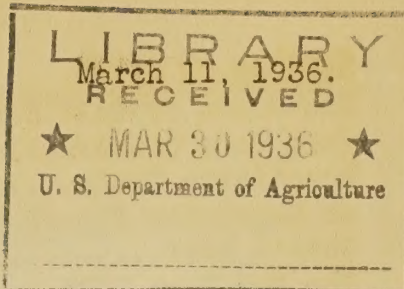 LIBRARY
March 11, 1936.
RECEIVED
★ MAR 30 1936 ★
U. S. Department of Agriculture